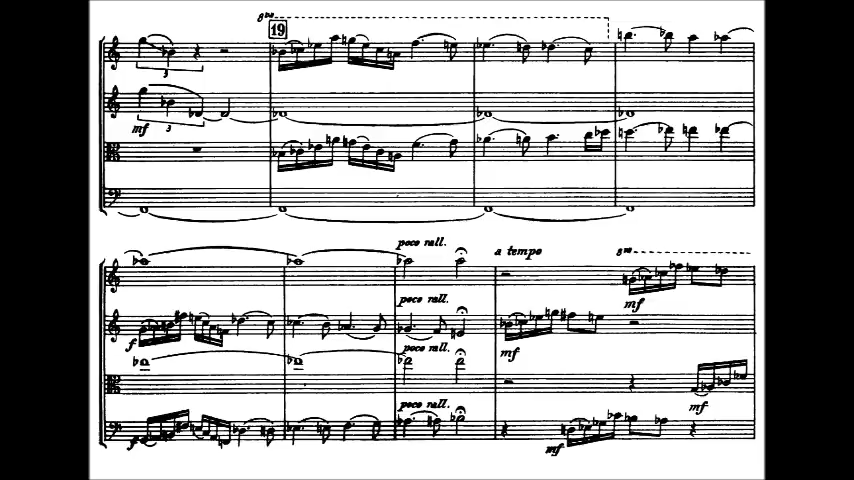 8va
19
3
mf 3
poco rall.
a tempo
8va
poco rall.
mf
f
poco rall.
mf
poco rall.
mf
f
mf